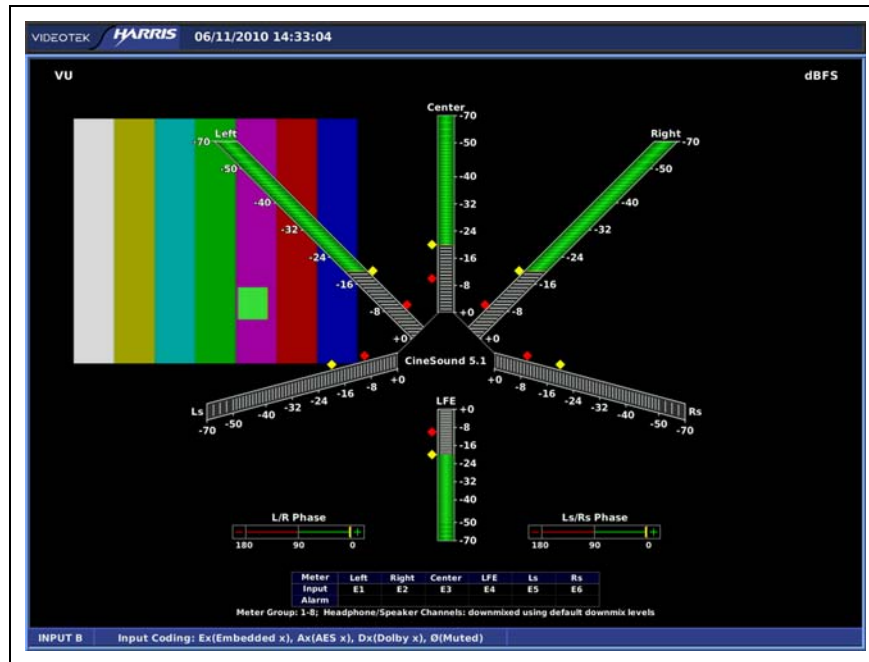 VIDEOTEK HARRIS 06/11/2010 14:33:04
VU dBFS
Center
-70
-50
-40
-32
-24
-16
-8
+0
Left
-70
-50
-40
-32
-24
-16
-8
+0
Right
-70
-50
-40
-32
-24
-16
-8
+0
CineSound 5.1
Ls
-70
-50
-40
-32
-24
-16
-8
+0
Rs
+0
-8
-16
-24
-32
-40
-50
-70
LFE
+0
-8
-16
-24
-32
-40
-50
-70
L/R Phase
- +
180 90 0
Ls/Rs Phase
- +
180 90 0
Meter Left Right Center LFE Ls Rs
Input E1 E2 E3 E4 E5 E6
Alarm
Meter Group: 1-8; Headphone/Speaker Channels: downmixed using default downmix levels
INPUT B Input Coding: Ex(Embedded x), Ax(AES x), Dx(Dolby x), Ø(Muted)